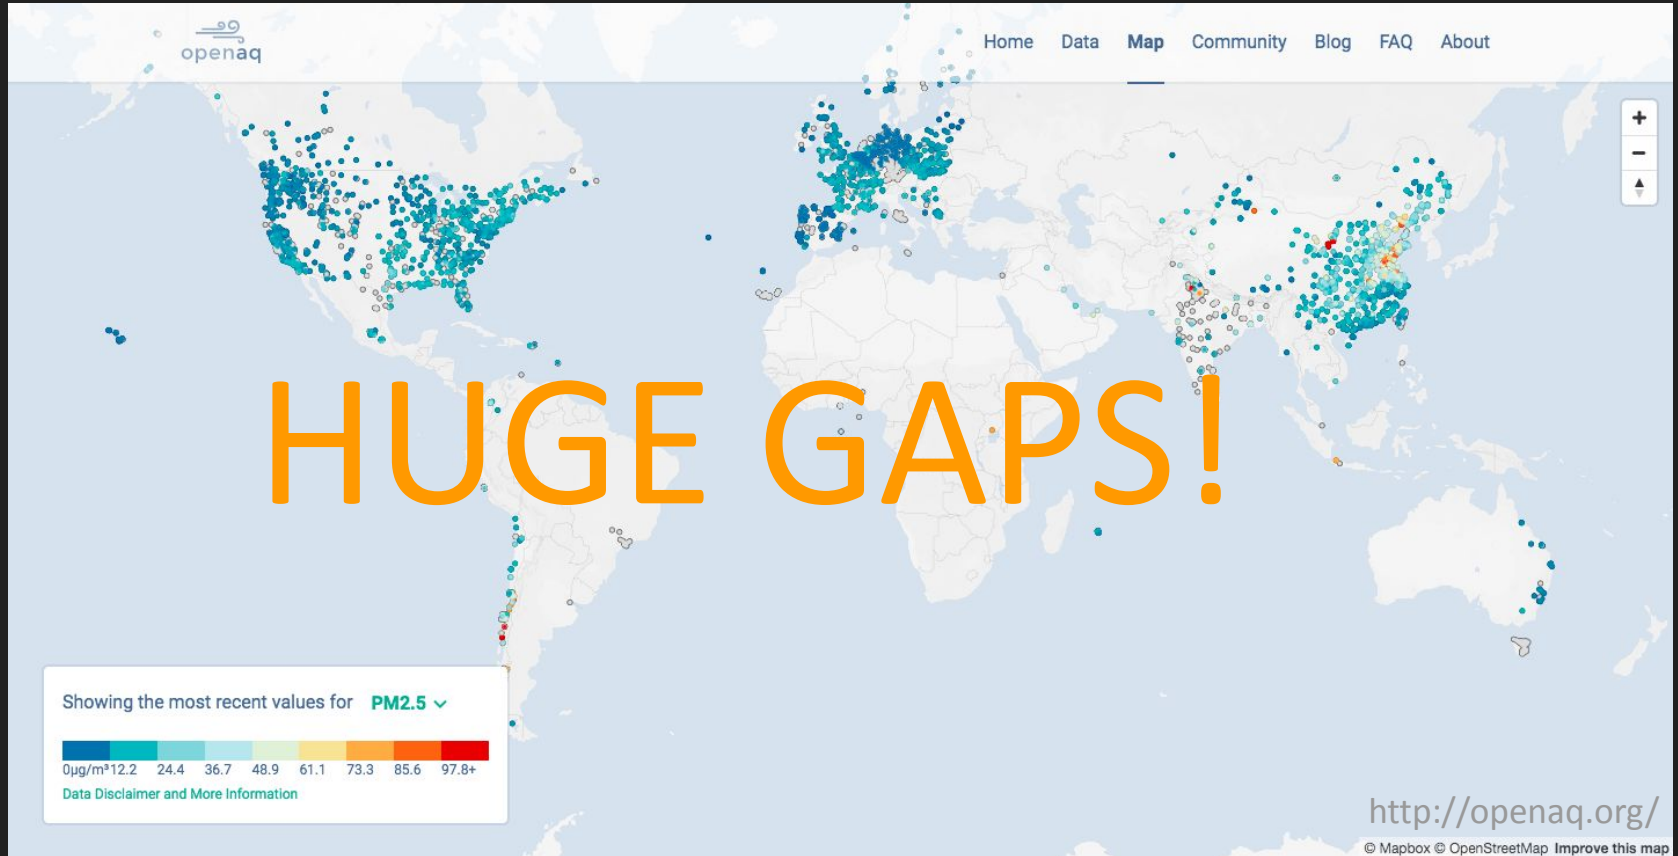 openaq
Home Data Map Community Blog FAQ About
+
−
HUGE GAPS!
Showing the most recent values for PM2.5
0µg/m³ 12.2 24.4 36.7 48.9 61.1 73.3 85.6 97.8+
Data Disclaimer and More Information
http://openaq.org/
© Mapbox © OpenStreetMap Improve this map